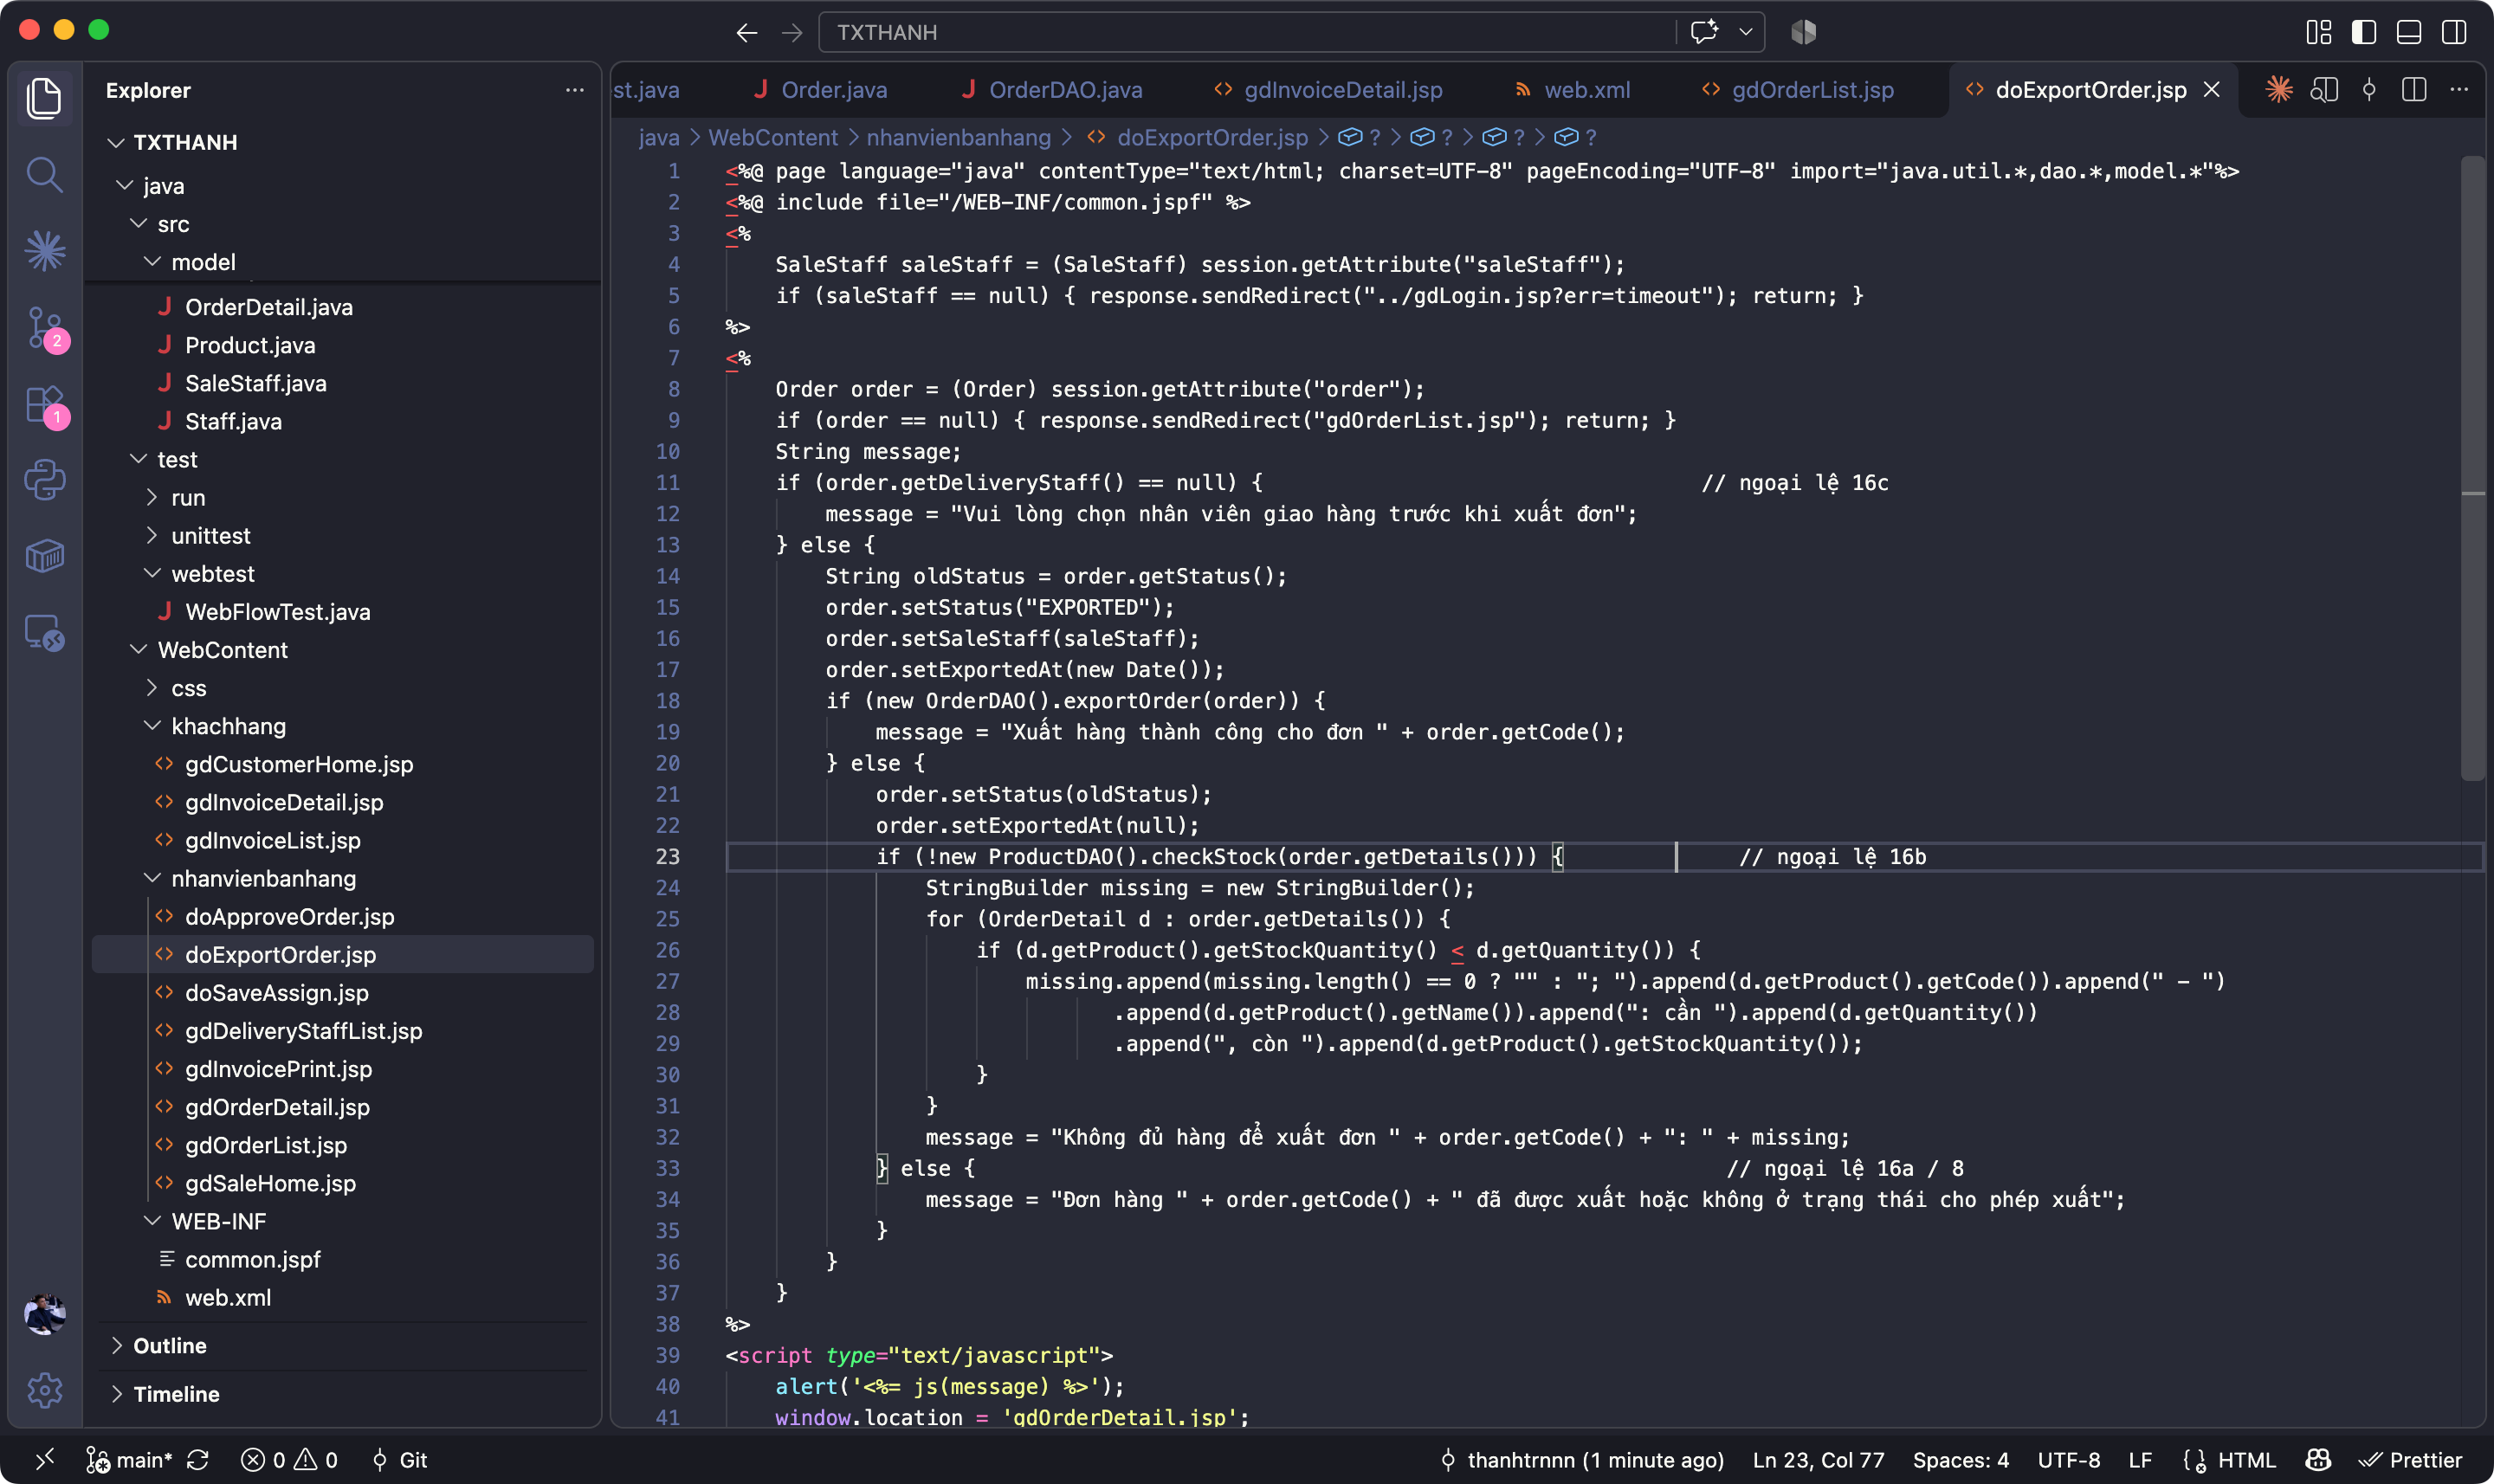 TXTHANH
Explorer
TXTHANH
java
src
model
OrderDetail.java
Product.java
SaleStaff.java
Staff.java
test
run
unittest
webtest
WebFlowTest.java
WebContent
css
khachhang
gdCustomerHome.jsp
gdInvoiceDetail.jsp
gdInvoiceList.jsp
nhanvienbanhang
doApproveOrder.jsp
doExportOrder.jsp
doSaveAssign.jsp
gdDeliveryStaffList.jsp
gdInvoicePrint.jsp
gdOrderDetail.jsp
gdOrderList.jsp
gdSaleHome.jsp
WEB-INF
common.jspf
web.xml
Outline
Timeline
2
1
st.java Order.java OrderDAO.java gdInvoiceDetail.jsp web.xml gdOrderList.jsp doExportOrder.jsp
java > WebContent > nhanvienbanhang > doExportOrder.jsp > ? > ? > ? > ?
1 <%@ page language="java" contentType="text/html; charset=UTF-8" pageEncoding="UTF-8" import="java.util.*,dao.*,model.*"%>
2 <%@ include file="/WEB-INF/common.jspf" %>
3 <%
4 SaleStaff saleStaff = (SaleStaff) session.getAttribute("saleStaff");
5 if (saleStaff == null) { response.sendRedirect("../gdLogin.jsp?err=timeout"); return; }
6 %>
7 <%
8 Order order = (Order) session.getAttribute("order");
9 if (order == null) { response.sendRedirect("gdOrderList.jsp"); return; }
10 String message;
11 if (order.getDeliveryStaff() == null) { // ngoại lệ 16c
12 message = "Vui lòng chọn nhân viên giao hàng trước khi xuất đơn";
13 } else {
14 String oldStatus = order.getStatus();
15 order.setStatus("EXPORTED");
16 order.setSaleStaff(saleStaff);
17 order.setExportedAt(new Date());
18 if (new OrderDAO().exportOrder(order)) {
19 message = "Xuất hàng thành công cho đơn " + order.getCode();
20 } else {
21 order.setStatus(oldStatus);
22 order.setExportedAt(null);
23 if (!new ProductDAO().checkStock(order.getDetails())) { // ngoại lệ 16b
24 StringBuilder missing = new StringBuilder();
25 for (OrderDetail d : order.getDetails()) {
26 if (d.getProduct().getStockQuantity() < d.getQuantity()) {
27 missing.append(missing.length() == 0 ? "" : "; ").append(d.getProduct().getCode()).append(" - ")
28 .append(d.getProduct().getName()).append(": cần ").append(d.getQuantity())
29 .append(", còn ").append(d.getProduct().getStockQuantity());
30 }
31 }
32 message = "Không đủ hàng để xuất đơn " + order.getCode() + ": " + missing;
33 } else { // ngoại lệ 16a / 8
34 message = "Đơn hàng " + order.getCode() + " đã được xuất hoặc không ở trạng thái cho phép xuất";
35 }
36 }
37 }
38 %>
39 <script type="text/javascript">
40 alert('<%= js(message) %>');
41 window.location = 'gdOrderDetail.jsp';
main* 0 0 Git thanhtrnnn (1 minute ago) Ln 23, Col 77 Spaces: 4 UTF-8 LF HTML Prettier